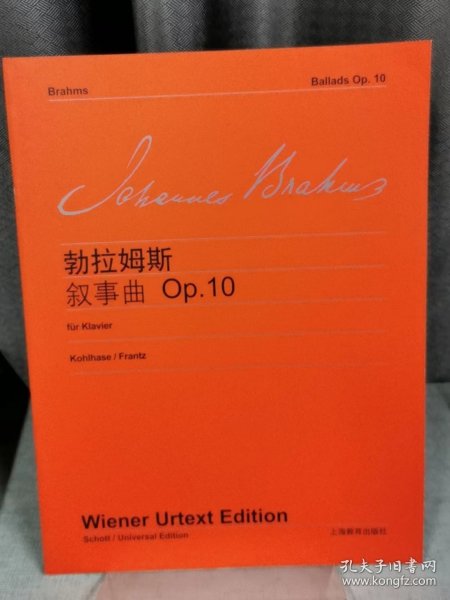 Brahms
Ballads Op. 10
Johannes Brahms
勃拉姆斯
叙事曲 Op.10
für Klavier
Kohlhase / Frantz
Wiener Urtext Edition
Schott / Universal Edition
上海教育出版社
孔夫子旧书网
www.kongfz.com